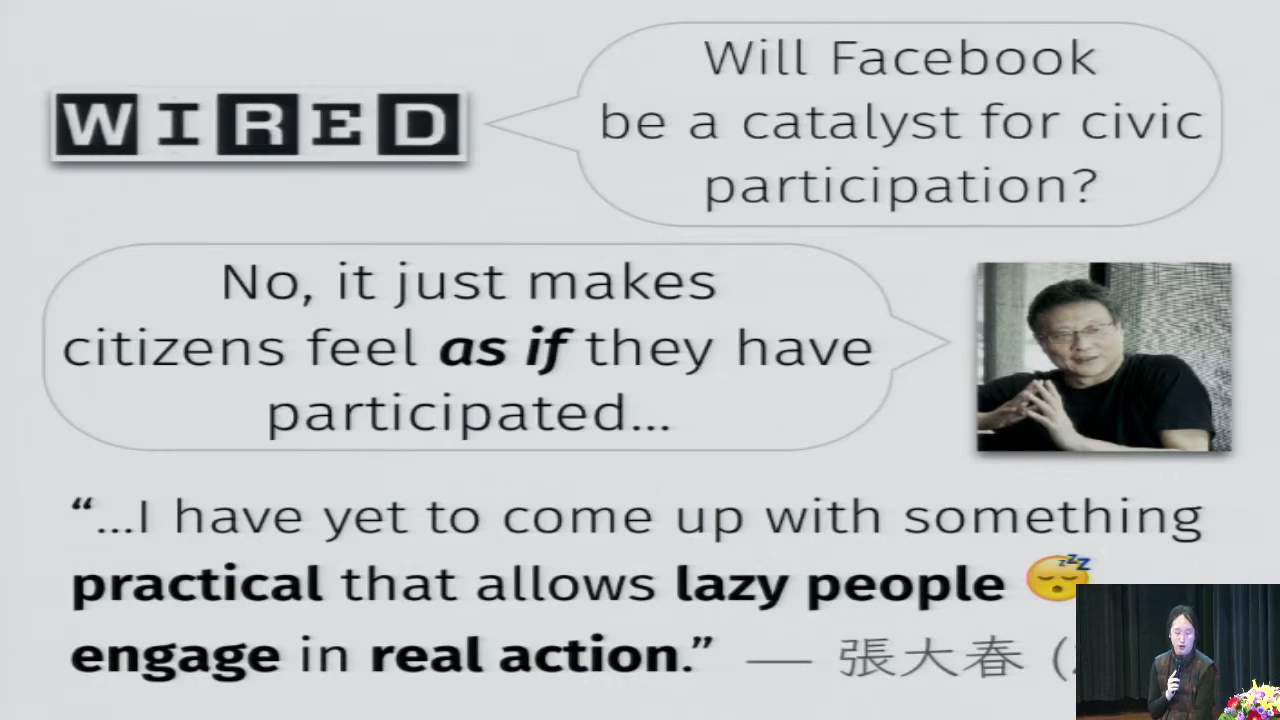 WIRED
Will Facebook
be a catalyst for civic
participation?
No, it just makes
citizens feel as if they have
participated...
“...I have yet to come up with something
practical that allows lazy people
engage in real action.” — 張大春 (